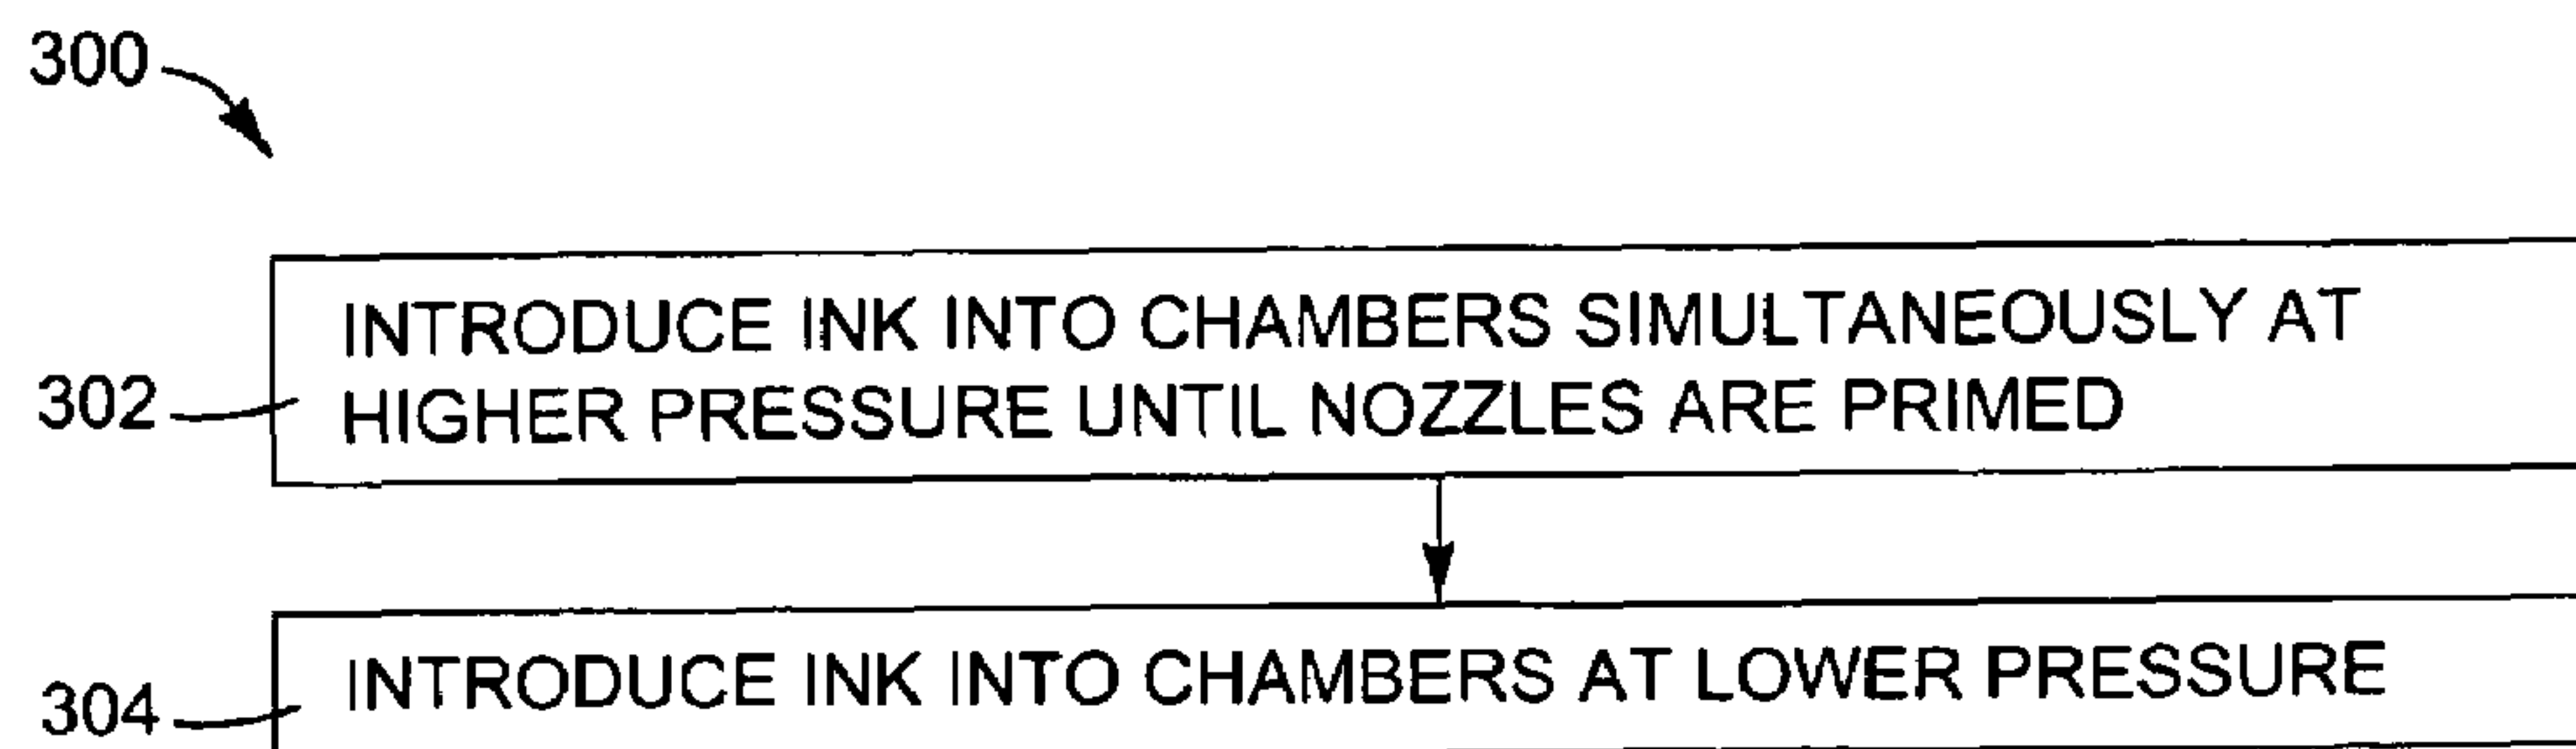 300
INTRODUCE INK INTO CHAMBERS SIMULTANEOUSLY AT
302 HIGHER PRESSURE UNTIL NOZZLES ARE PRIMED
304 INTRODUCE INK INTO CHAMBERS AT LOWER PRESSURE